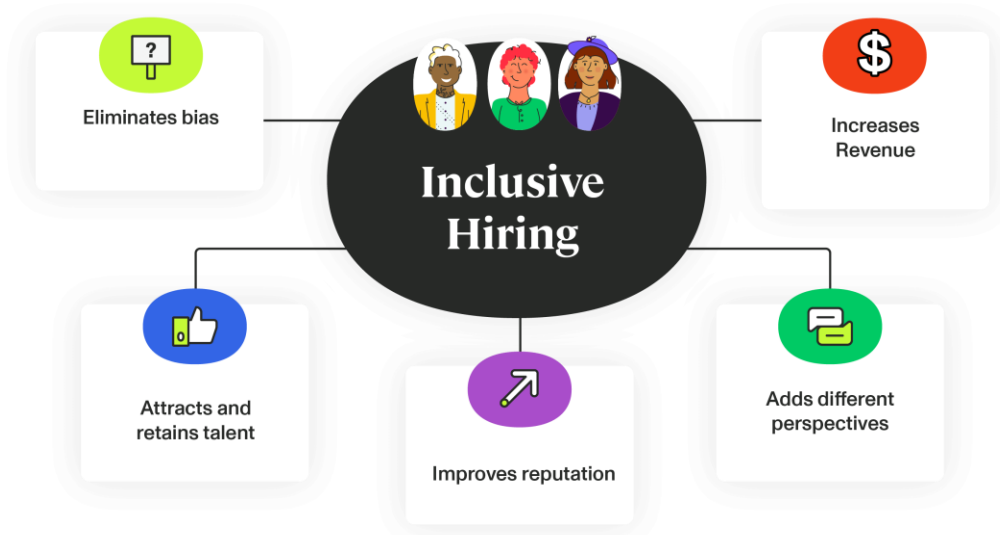 ?
Eliminates bias
$
Increases
Revenue
Inclusive
Hiring
Attracts and
retains talent
Improves reputation
Adds different
perspectives